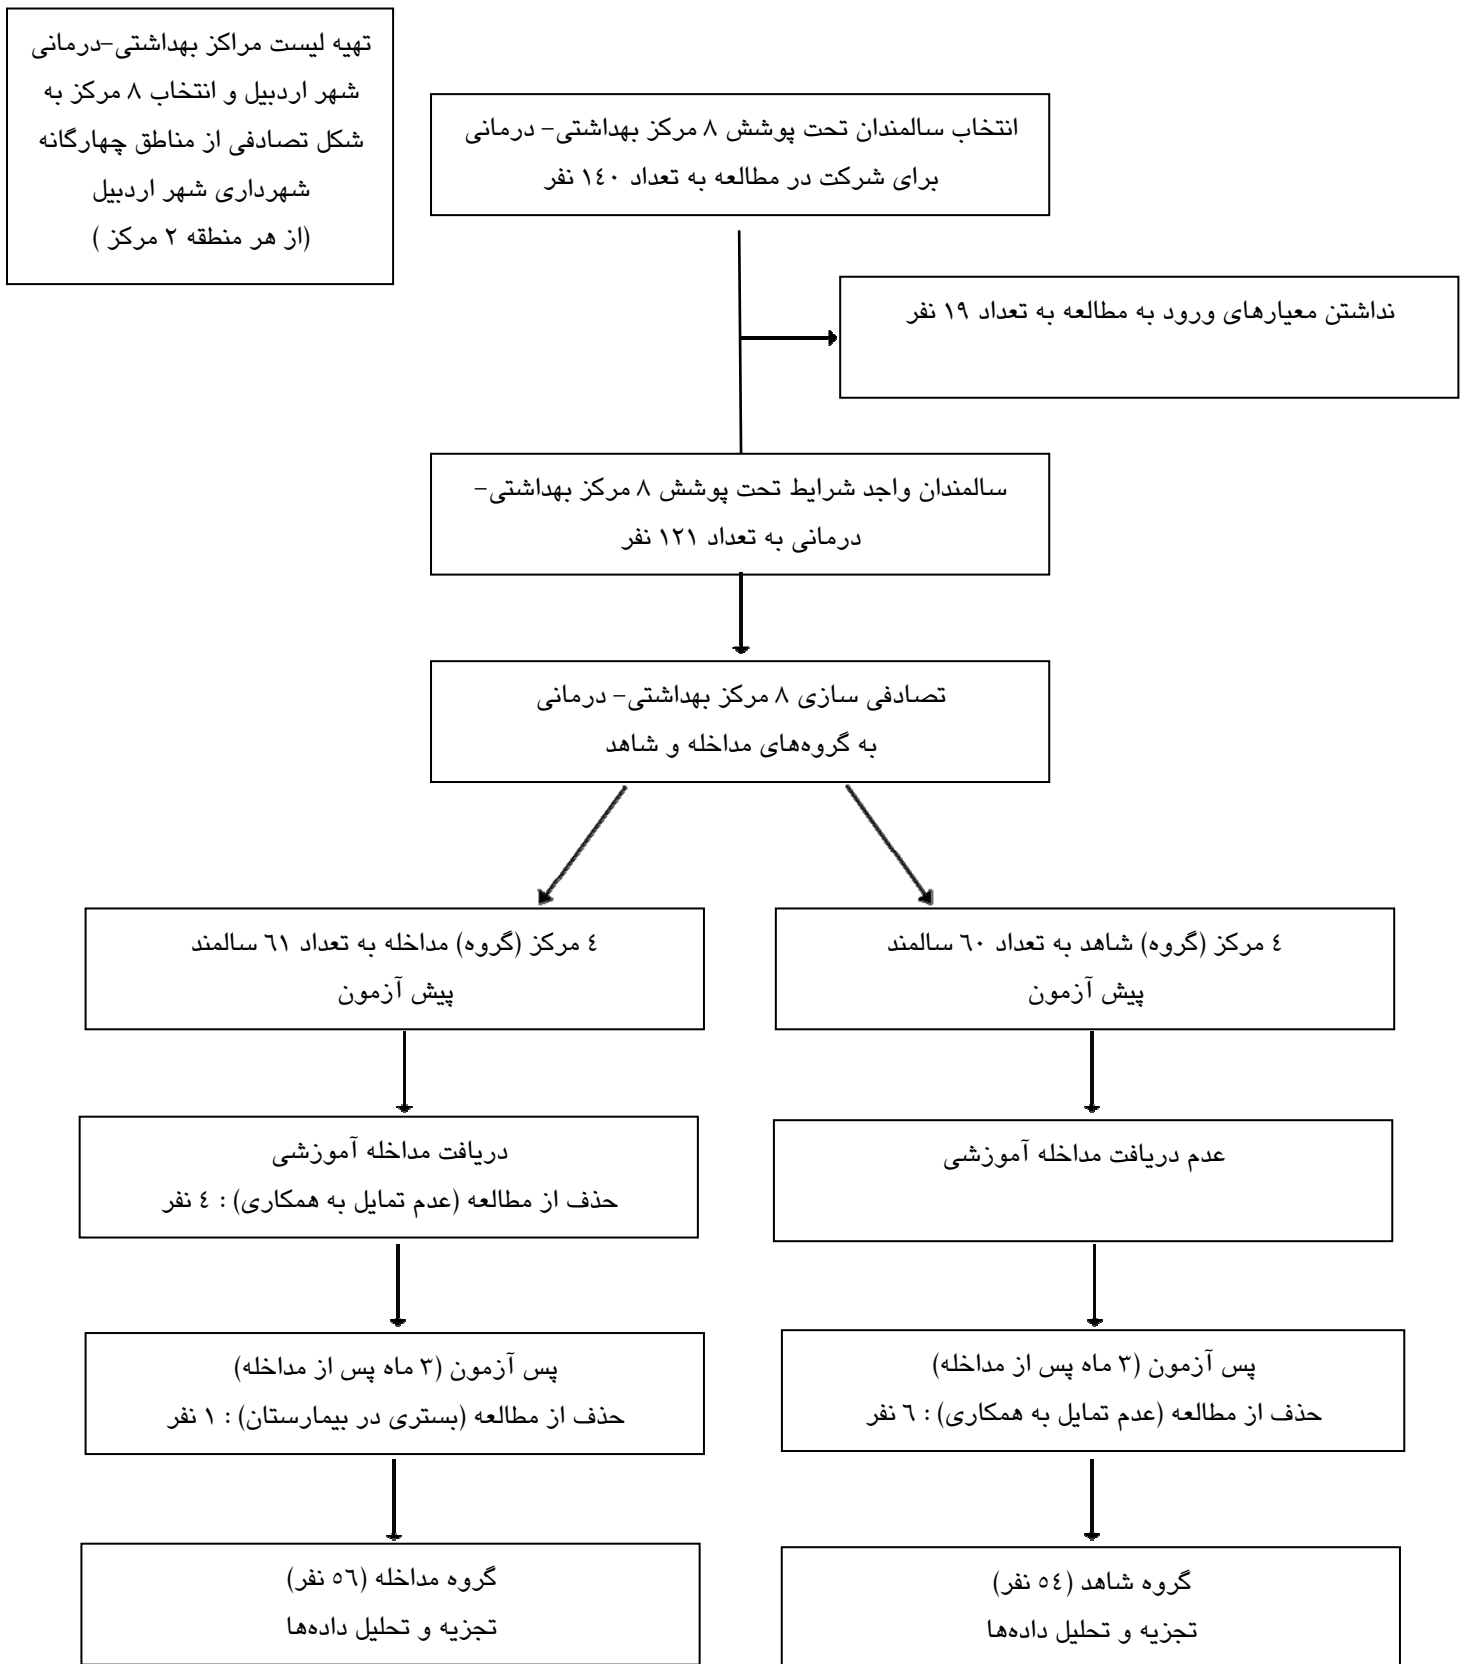 تهیه لیست مراکز بهداشتی-درمانی
شهر اردبیل و انتخاب ۸ مرکز به
شکل تصادفی از مناطق چهارگانه
شهرداری شهر اردبیل
(از هر منطقه ۲ مرکز )
انتخاب سالمندان تحت پوشش ۸ مرکز بهداشتی- درمانی
برای شرکت در مطالعه به تعداد ۱٤۰ نفر
نداشتن معیارهای ورود به مطالعه به تعداد ۱۹ نفر
سالمندان واجد شرایط تحت پوشش ۸ مرکز بهداشتی-
درمانی به تعداد ۱۲۱ نفر
تصادفی سازی ۸ مرکز بهداشتی- درمانی
به گروه‌های مداخله و شاهد
٤ مرکز (گروه) شاهد به تعداد ٦۰ سالمند
پیش آزمون
٤ مرکز (گروه) مداخله به تعداد ٦۱ سالمند
پیش آزمون
عدم دریافت مداخله آموزشی
دریافت مداخله آموزشی
حذف از مطالعه (عدم تمایل به همکاری) : ٤ نفر
پس آزمون (۳ ماه پس از مداخله)
حذف از مطالعه (عدم تمایل به همکاری) : ٦ نفر
پس آزمون (۳ ماه پس از مداخله)
حذف از مطالعه (بستری در بیمارستان) : ۱ نفر
گروه شاهد (٥٤ نفر)
تجزیه و تحلیل داده‌ها
گروه مداخله (٥٦ نفر)
تجزیه و تحلیل داده‌ها